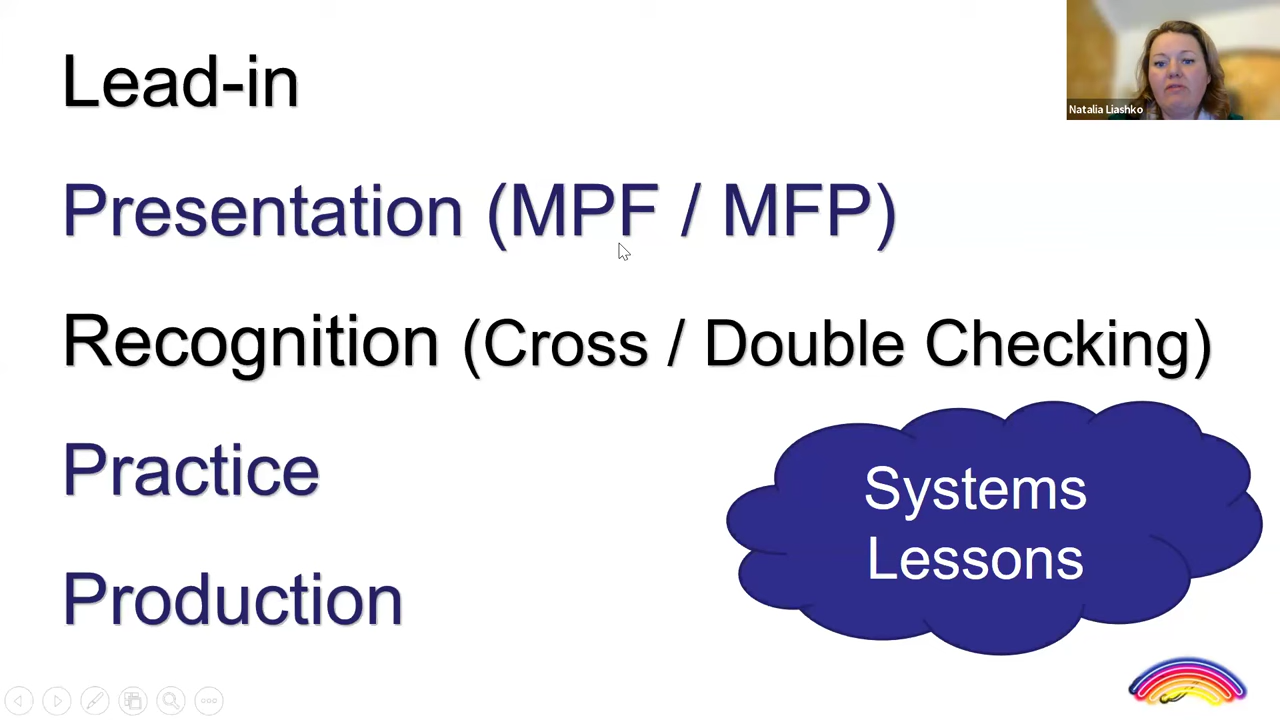 Lead-in
Natalia Liashko
Presentation (MPF / MFP)
Recognition (Cross / Double Checking)
Practice
Systems
Lessons
Production